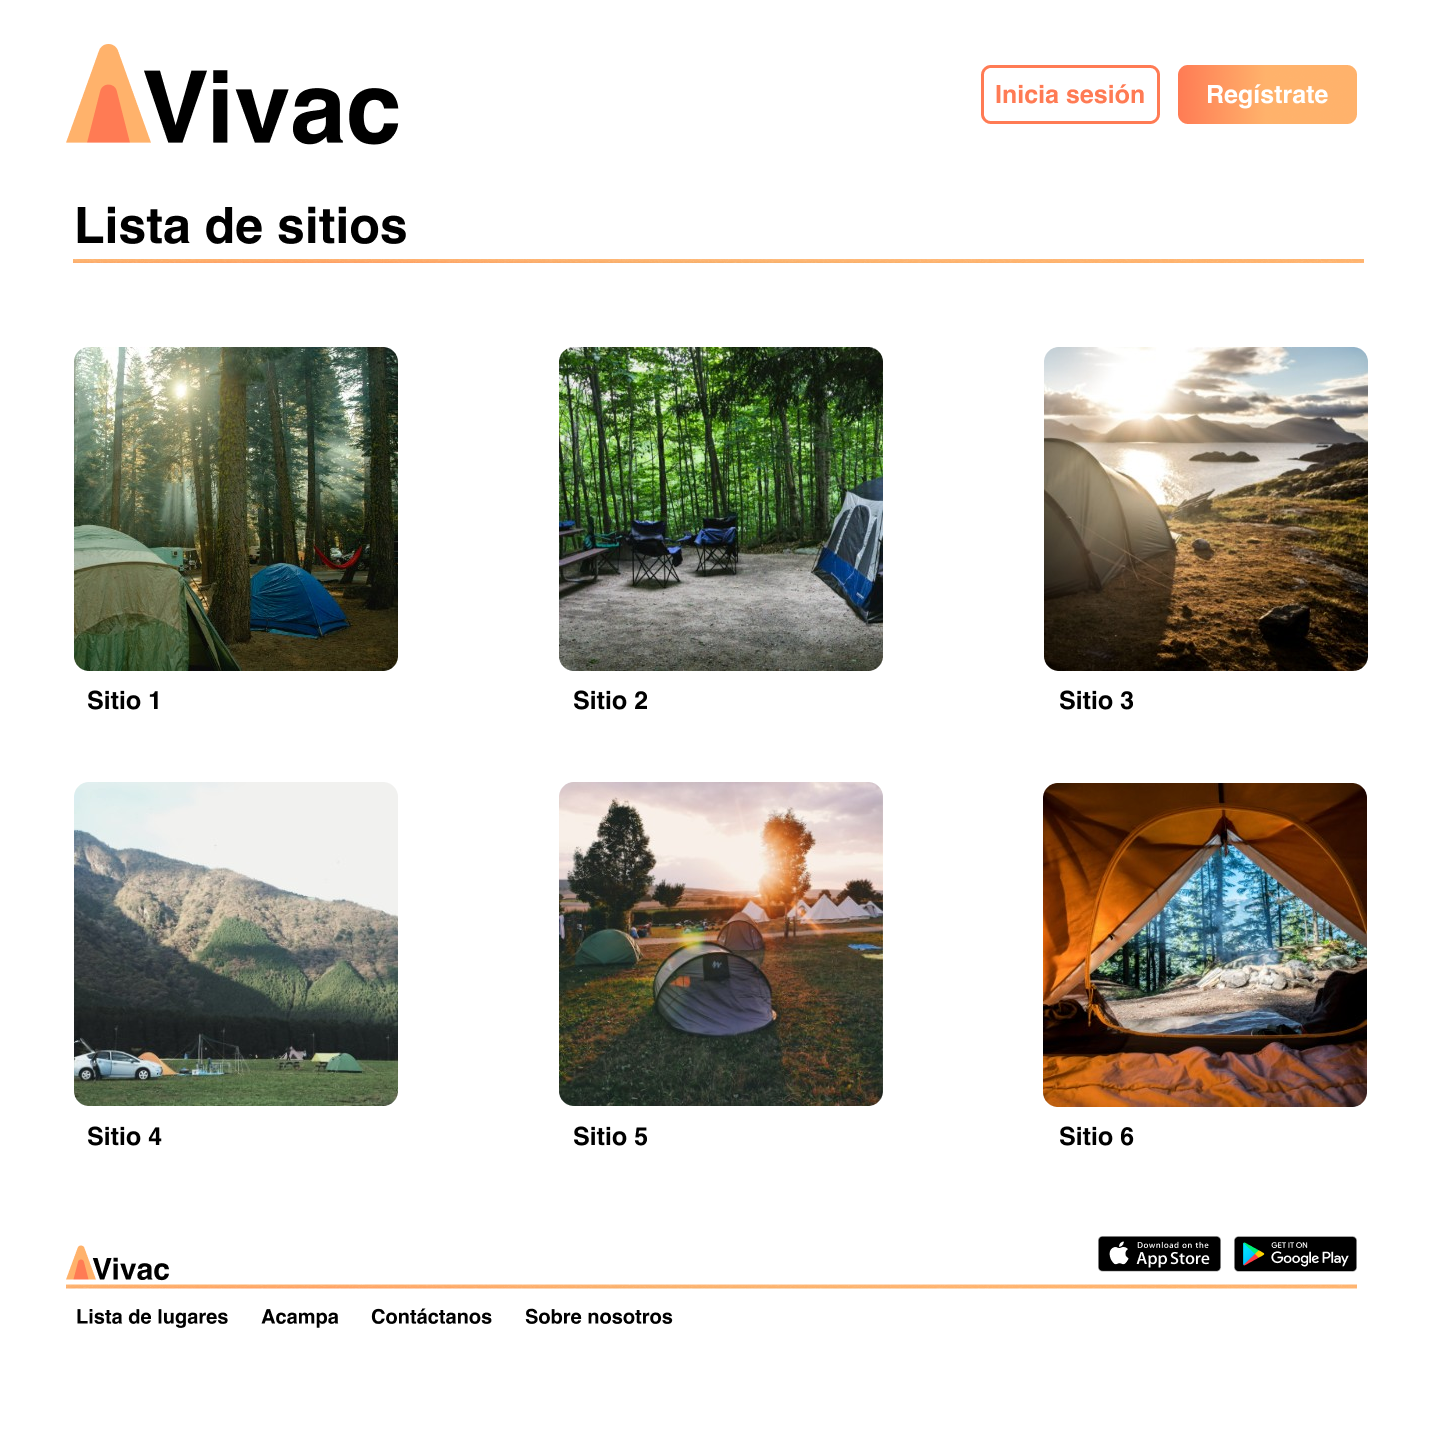 Vivac
Inicia sesión
Regístrate
Lista de sitios
Sitio 1
Sitio 2
Sitio 3
Sitio 4
Sitio 5
Sitio 6
Vivac
Download on the
App Store
GET IT ON
Google Play
Lista de lugares
Acampa
Contáctanos
Sobre nosotros